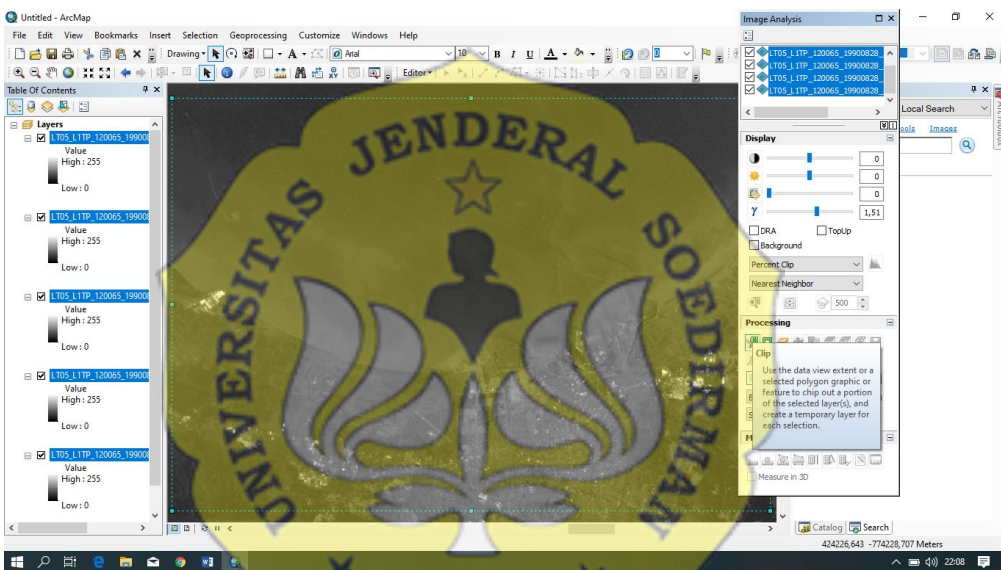 Untitled - ArcMap
File Edit View Bookmarks Insert Selection Geoprocessing Customize Windows Help
Drawing
Arial
10
B I U A
Editor
Table Of Contents
Layers
LT05_L1TP_120065_19900
Value
High : 255
Low : 0
LT05_L1TP_120065_19900
Value
High : 255
Low : 0
LT05_L1TP_120065_19900
Value
High : 255
Low : 0
LT05_L1TP_120065_19900
Value
High : 255
Low : 0
LT05_L1TP_120065_19900
Value
High : 255
Low : 0
UNIVERSITAS JENDERAL SOEDIRMAN
Image Analysis
LT05_L1TP_120065_19900828_
LT05_L1TP_120065_19900828_
LT05_L1TP_120065_19900828_
LT05_L1TP_120065_19900828_
Display
0
0
0
γ 1,51
DRA TopUp
Background
Percent Clip
Nearest Neighbor
500
Processing
Clip
Use the data view extent or a
selected polygon graphic or
feature to chip out a portion
of the selected layer(s), and
create a temporary layer for
each selection.
Measure in 3D
Local Search
Images
Catalog Search
424226,643 -774228,707 Meters
22:08